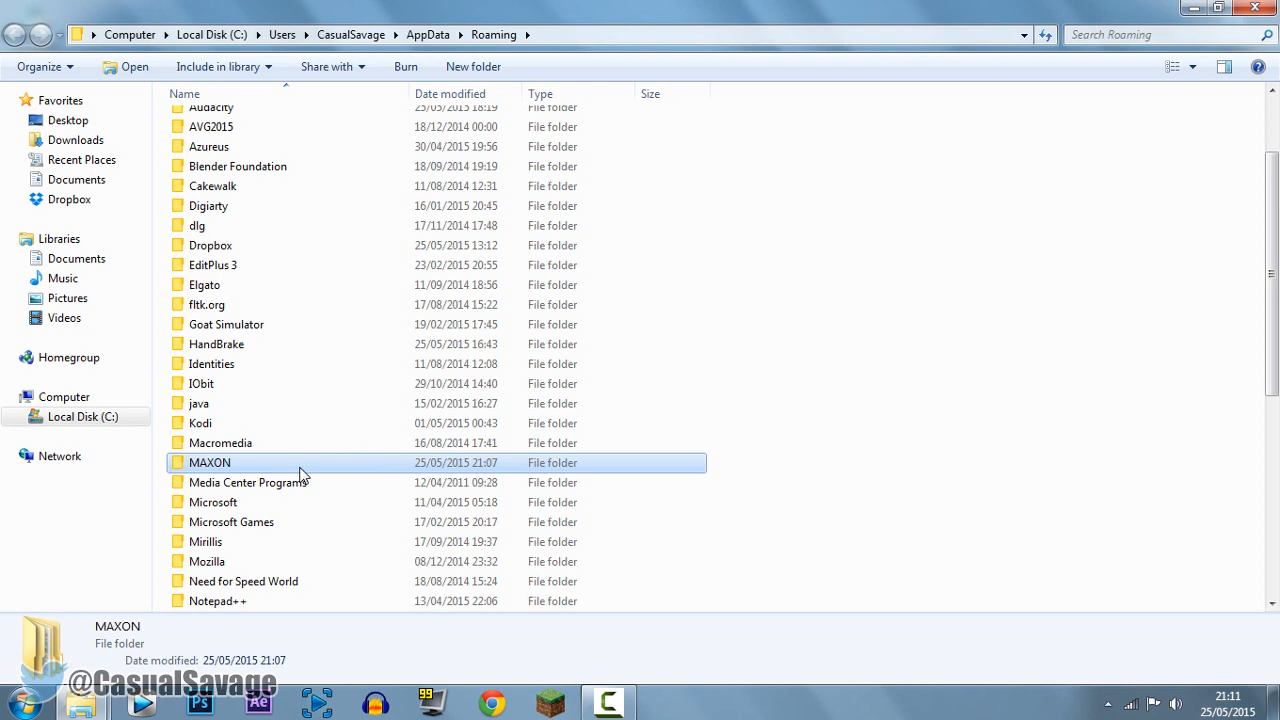 Computer Local Disk (C:) Users CasualSavage AppData Roaming Search Roaming
Organize Open Include in library Share with Burn New folder
Name Date modified Type Size
Favorites
Desktop
Downloads
Recent Places
Documents
Dropbox
Libraries
Documents
Music
Pictures
Videos
Homegroup
Computer
Local Disk (C:)
Network
Audacity 25/05/2015 18:19 File folder
AVG2015 18/12/2014 00:00 File folder
Azureus 30/04/2015 19:56 File folder
Blender Foundation 18/09/2014 19:19 File folder
Cakewalk 11/08/2014 12:31 File folder
Digiarty 16/01/2015 20:45 File folder
dlg 17/11/2014 17:48 File folder
Dropbox 25/05/2015 13:12 File folder
EditPlus 3 23/02/2015 20:55 File folder
Elgato 11/09/2014 18:56 File folder
fltk.org 17/08/2014 15:22 File folder
Goat Simulator 19/02/2015 17:45 File folder
HandBrake 25/05/2015 16:43 File folder
Identities 11/08/2014 12:08 File folder
IObit 29/10/2014 14:40 File folder
java 15/02/2015 16:27 File folder
Kodi 01/05/2015 00:43 File folder
Macromedia 16/08/2014 17:41 File folder
MAXON 25/05/2015 21:07 File folder
Media Center Programs 12/04/2011 09:28 File folder
Microsoft 11/04/2015 05:18 File folder
Microsoft Games 17/02/2015 20:17 File folder
Mirillis 17/09/2014 19:37 File folder
Mozilla 08/12/2014 23:32 File folder
Need for Speed World 18/08/2014 15:24 File folder
Notepad++ 13/04/2015 22:06 File folder
MAXON
File folder
Date modified: 25/05/2015 21:07
@CasualSavage
Ps Ae 99
21:11
25/05/2015